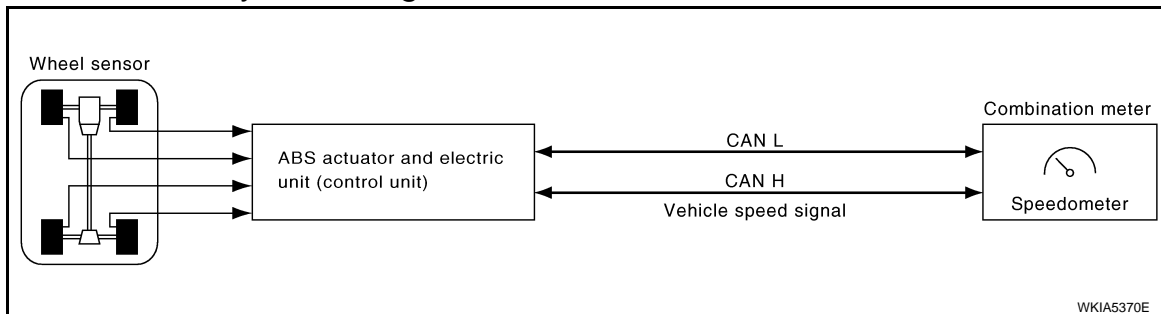 Wheel sensor
ABS actuator and electric
unit (control unit)
CAN L
CAN H
Vehicle speed signal
Combination meter
Speedometer
WKIA5370E